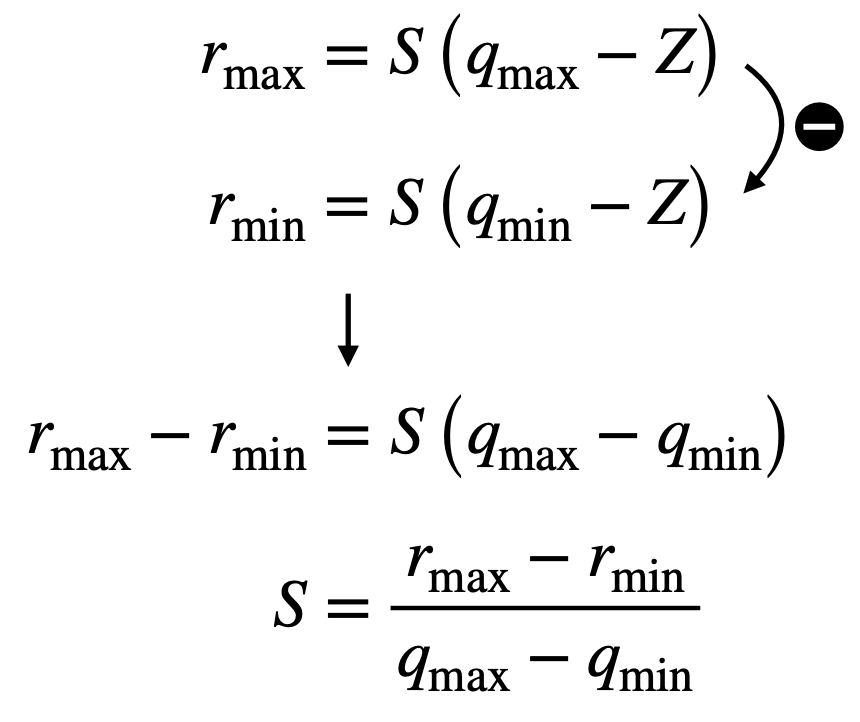 r_max = S (q_max − Z)
r_min = S (q_min − Z)
r_max − r_min = S (q_max − q_min)
S = (r_max − r_min) / (q_max − q_min)